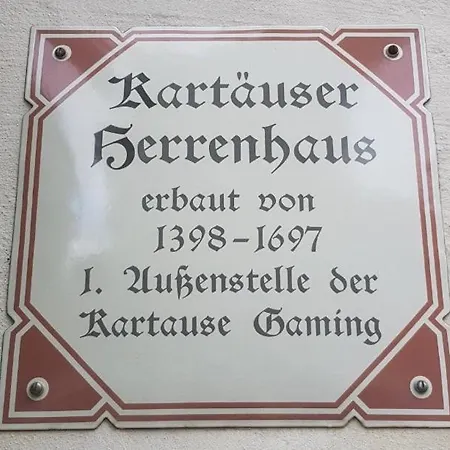 Kartäuser
Herrenhaus
erbaut von
1398-1697
1. Außenstelle der
Kartause Gaming